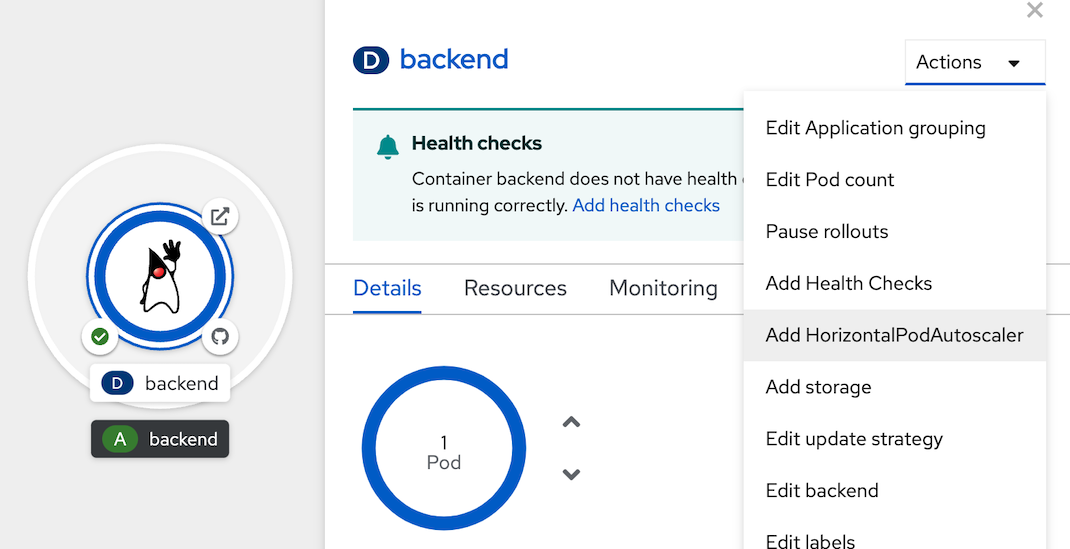 D backend
Actions
Health checks
Container backend does not have health
is running correctly. Add health checks
Details
Resources
Monitoring
1
Pod
Edit Application grouping
Edit Pod count
Pause rollouts
Add Health Checks
Add HorizontalPodAutoscaler
Add storage
Edit update strategy
Edit backend
Edit labels
D backend
A backend